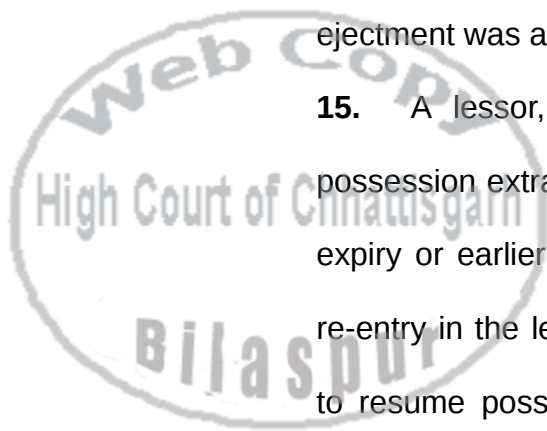 Web Copy
High Court of Chhattisgarh
Bilaspur
ejectment was a
15. A lessor,
possession extra
expiry or earlier
re-entry in the le
to resume poss